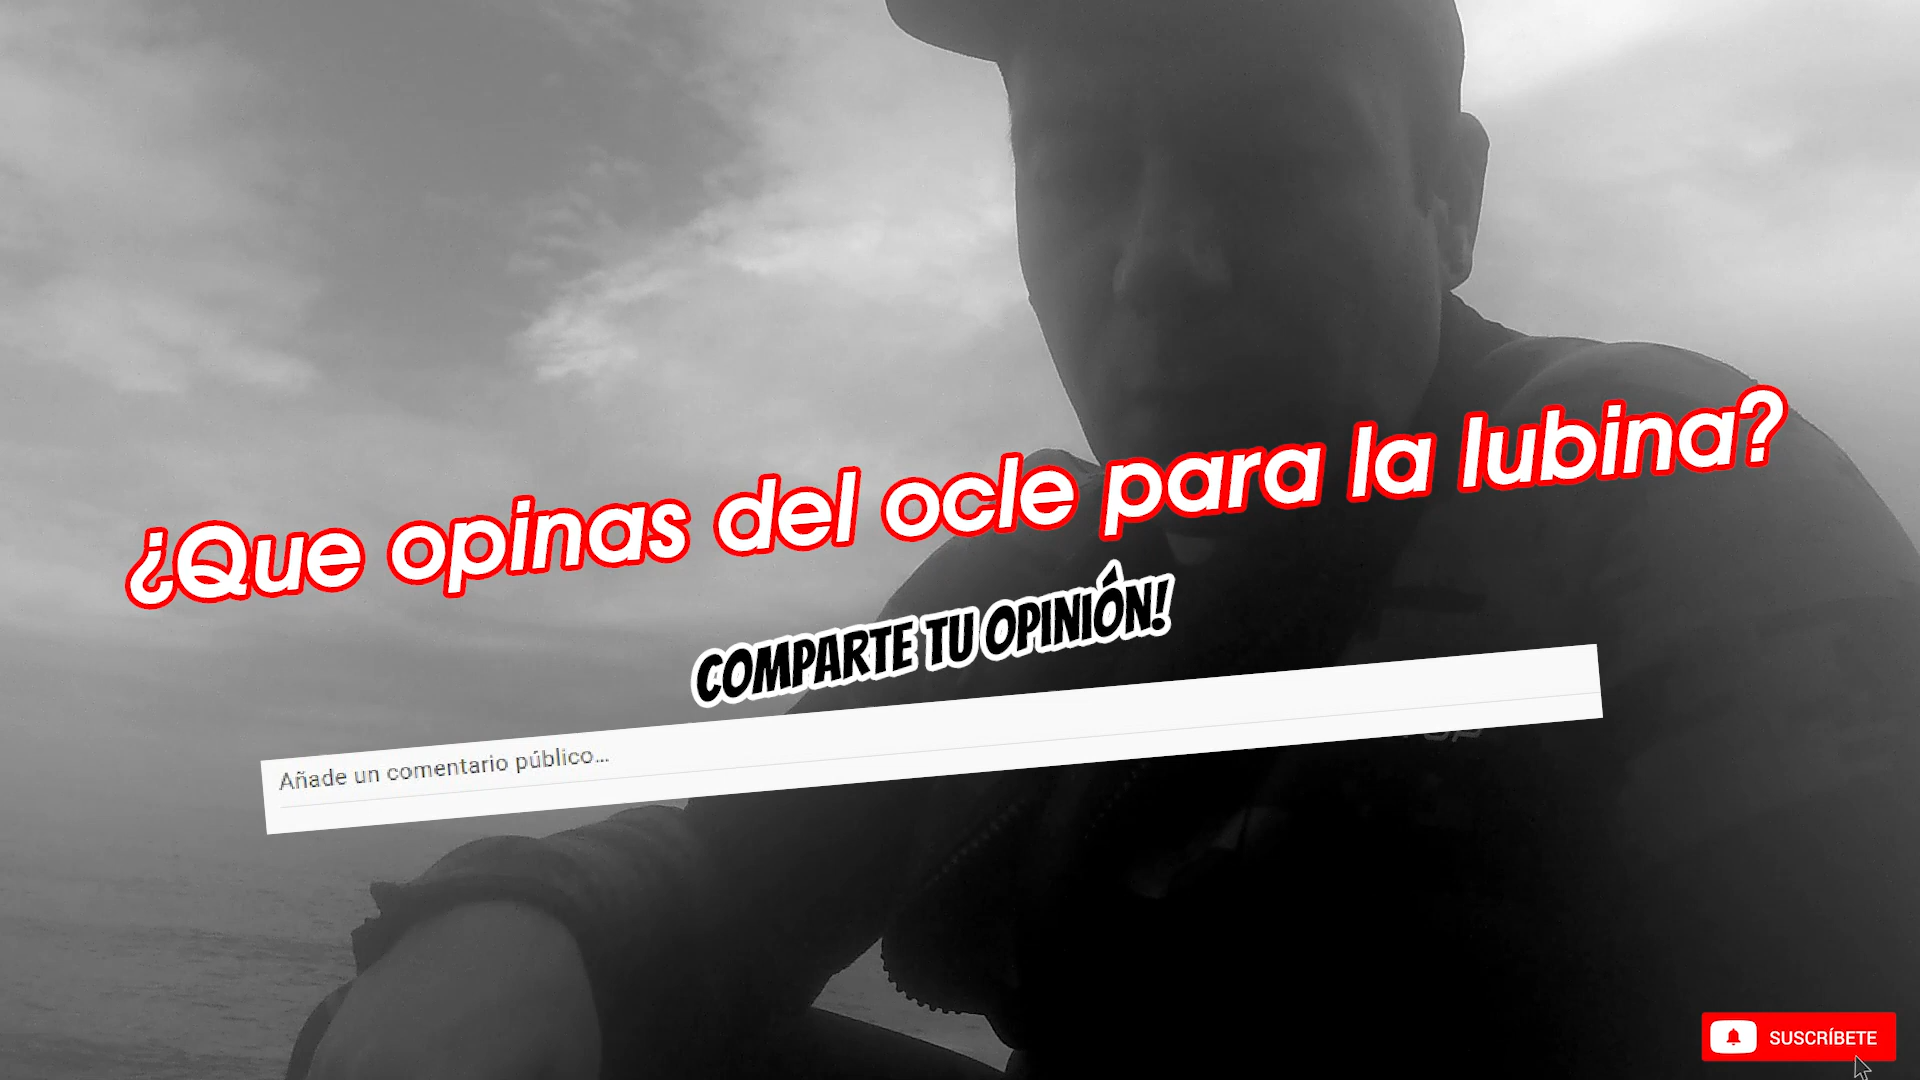 ¿Que opinas del ocle para la lubina?
COMPARTE TU OPINIÓN!
Añade un comentario público...
SUSCRÍBETE